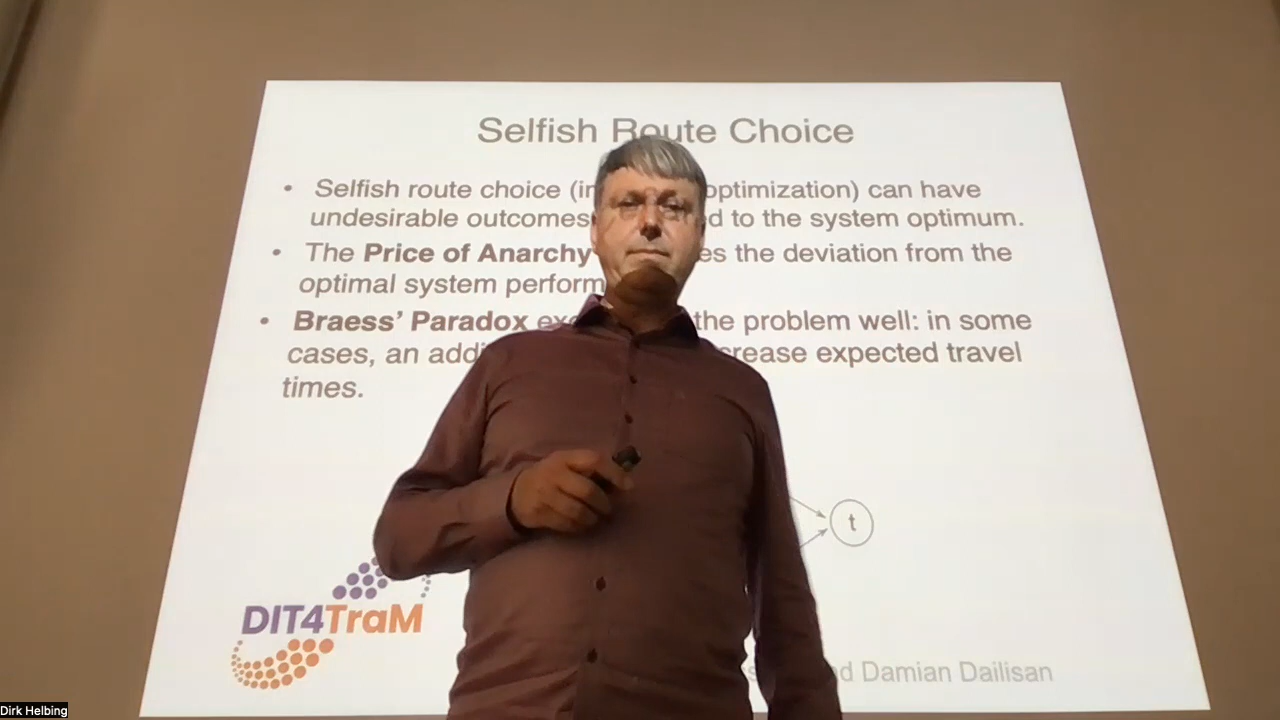 Selfish Route Choice
• Selfish route choice (in optimization) can have
undesirable outcomes d to the system optimum.
• The Price of Anarchy es the deviation from the
optimal system perform
• Braess' Paradox ex the problem well: in some
cases, an addi crease expected travel
times.
t
DIT4TraM
nd Damian Dailisan
Dirk Helbing